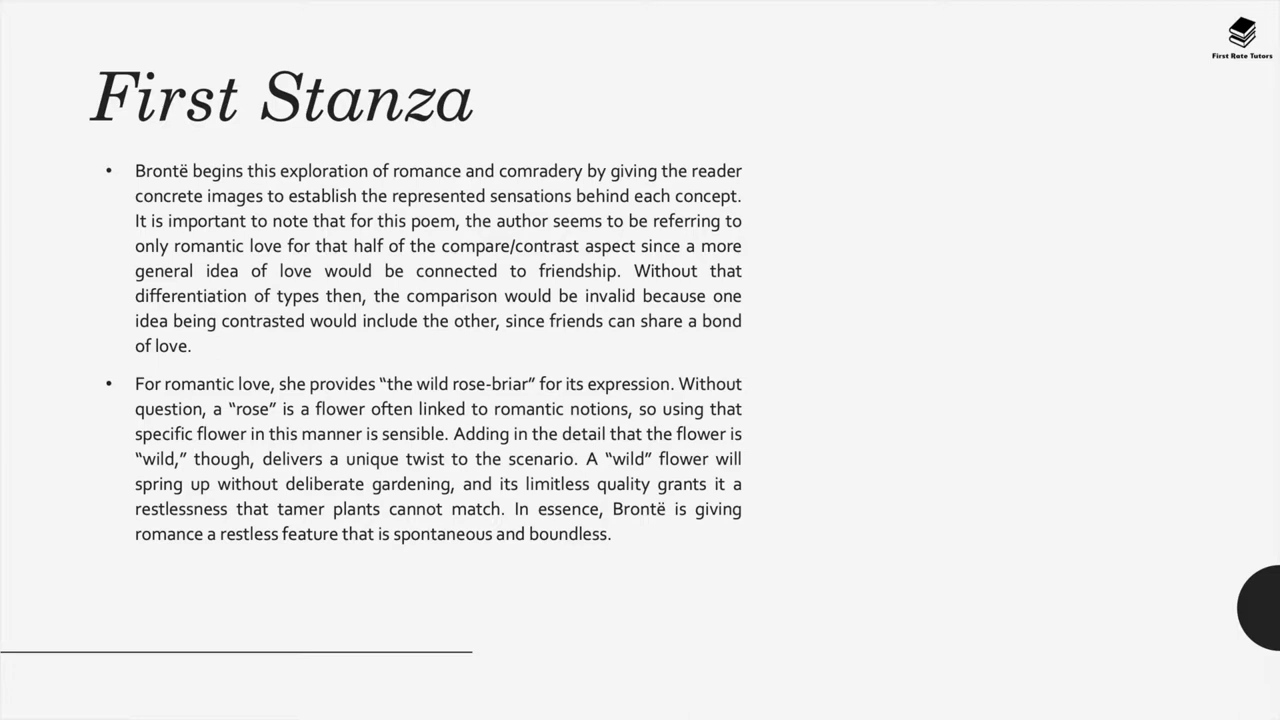 First Rate Tutors
First Stanza
• Brontë begins this exploration of romance and comradery by giving the reader
concrete images to establish the represented sensations behind each concept.
It is important to note that for this poem, the author seems to be referring to
only romantic love for that half of the compare/contrast aspect since a more
general idea of love would be connected to friendship. Without that
differentiation of types then, the comparison would be invalid because one
idea being contrasted would include the other, since friends can share a bond
of love.
• For romantic love, she provides “the wild rose-briar” for its expression. Without
question, a “rose” is a flower often linked to romantic notions, so using that
specific flower in this manner is sensible. Adding in the detail that the flower is
“wild,” though, delivers a unique twist to the scenario. A “wild” flower will
spring up without deliberate gardening, and its limitless quality grants it a
restlessness that tamer plants cannot match. In essence, Brontë is giving
romance a restless feature that is spontaneous and boundless.